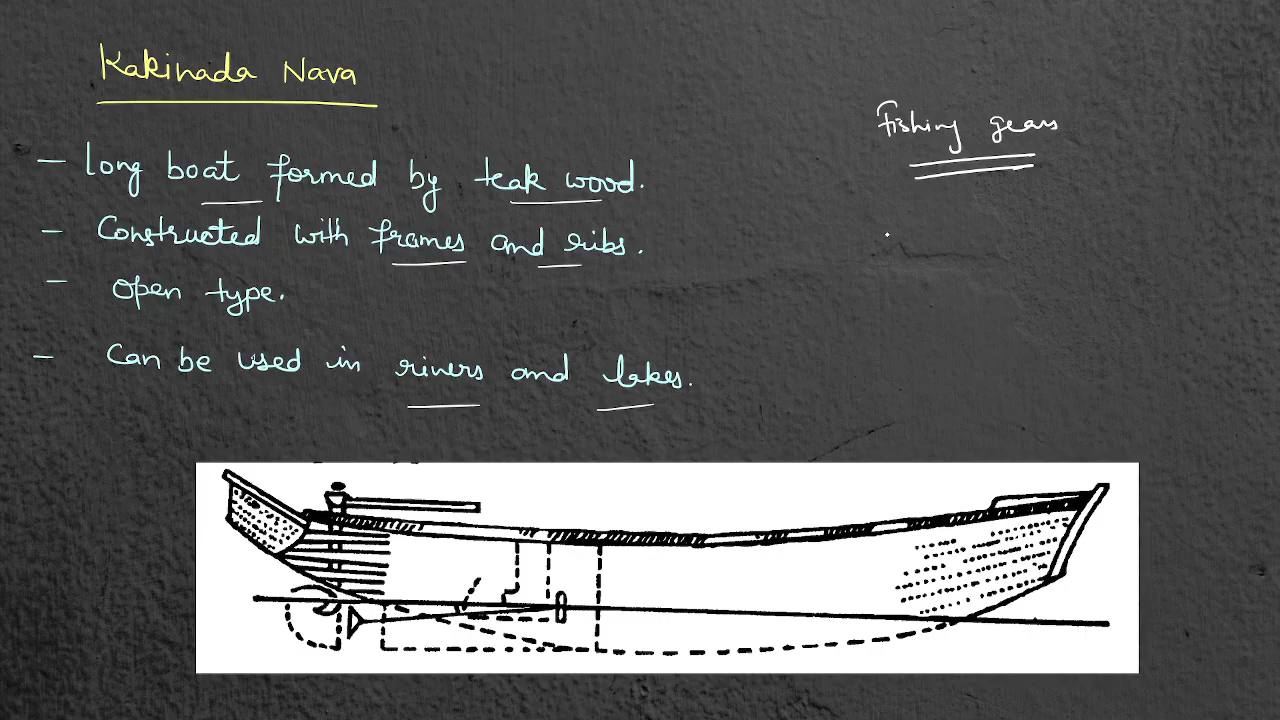 Kakinada Nava
- Long boat formed by teak wood.
- Constructed with frames and ribs.
- Open type.
- Can be used in rivers and lakes.
Fishing gears